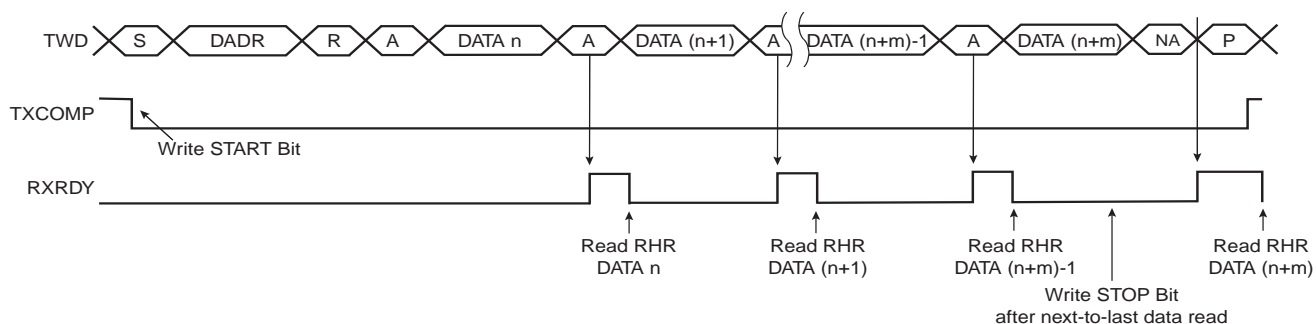 TWD S DADR R A DATA n A DATA (n+1) A DATA (n+m)-1 A DATA (n+m) NA P
TXCOMP
Write START Bit
RXRDY
Read RHR Read RHR Read RHR Read RHR
DATA n DATA (n+1) DATA (n+m)-1 DATA (n+m)
Write STOP Bit
after next-to-last data read